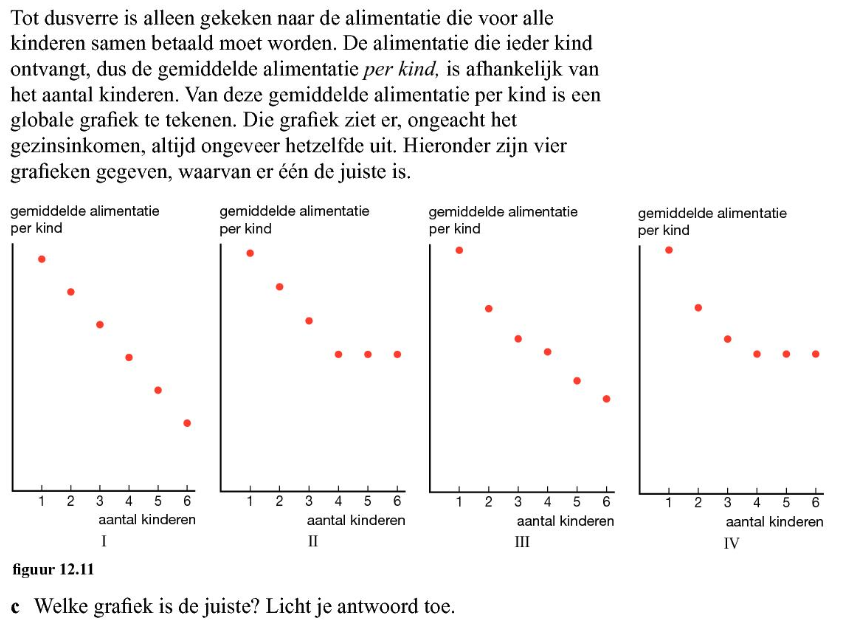 Tot dusverre is alleen gekeken naar de alimentatie die voor alle
kinderen samen betaald moet worden. De alimentatie die ieder kind
ontvangt, dus de gemiddelde alimentatie per kind, is afhankelijk van
het aantal kinderen. Van deze gemiddelde alimentatie per kind is een
globale grafiek te tekenen. Die grafiek ziet er, ongeacht het
gezinsinkomen, altijd ongeveer hetzelfde uit. Hieronder zijn vier
grafieken gegeven, waarvan er één de juiste is.
gemiddelde alimentatie
per kind
1 2 3 4 5 6
aantal kinderen
I
gemiddelde alimentatie
per kind
1 2 3 4 5 6
aantal kinderen
II
gemiddelde alimentatie
per kind
1 2 3 4 5 6
aantal kinderen
III
gemiddelde alimentatie
per kind
1 2 3 4 5 6
aantal kinderen
IV
figuur 12.11
c Welke grafiek is de juiste? Licht je antwoord toe.